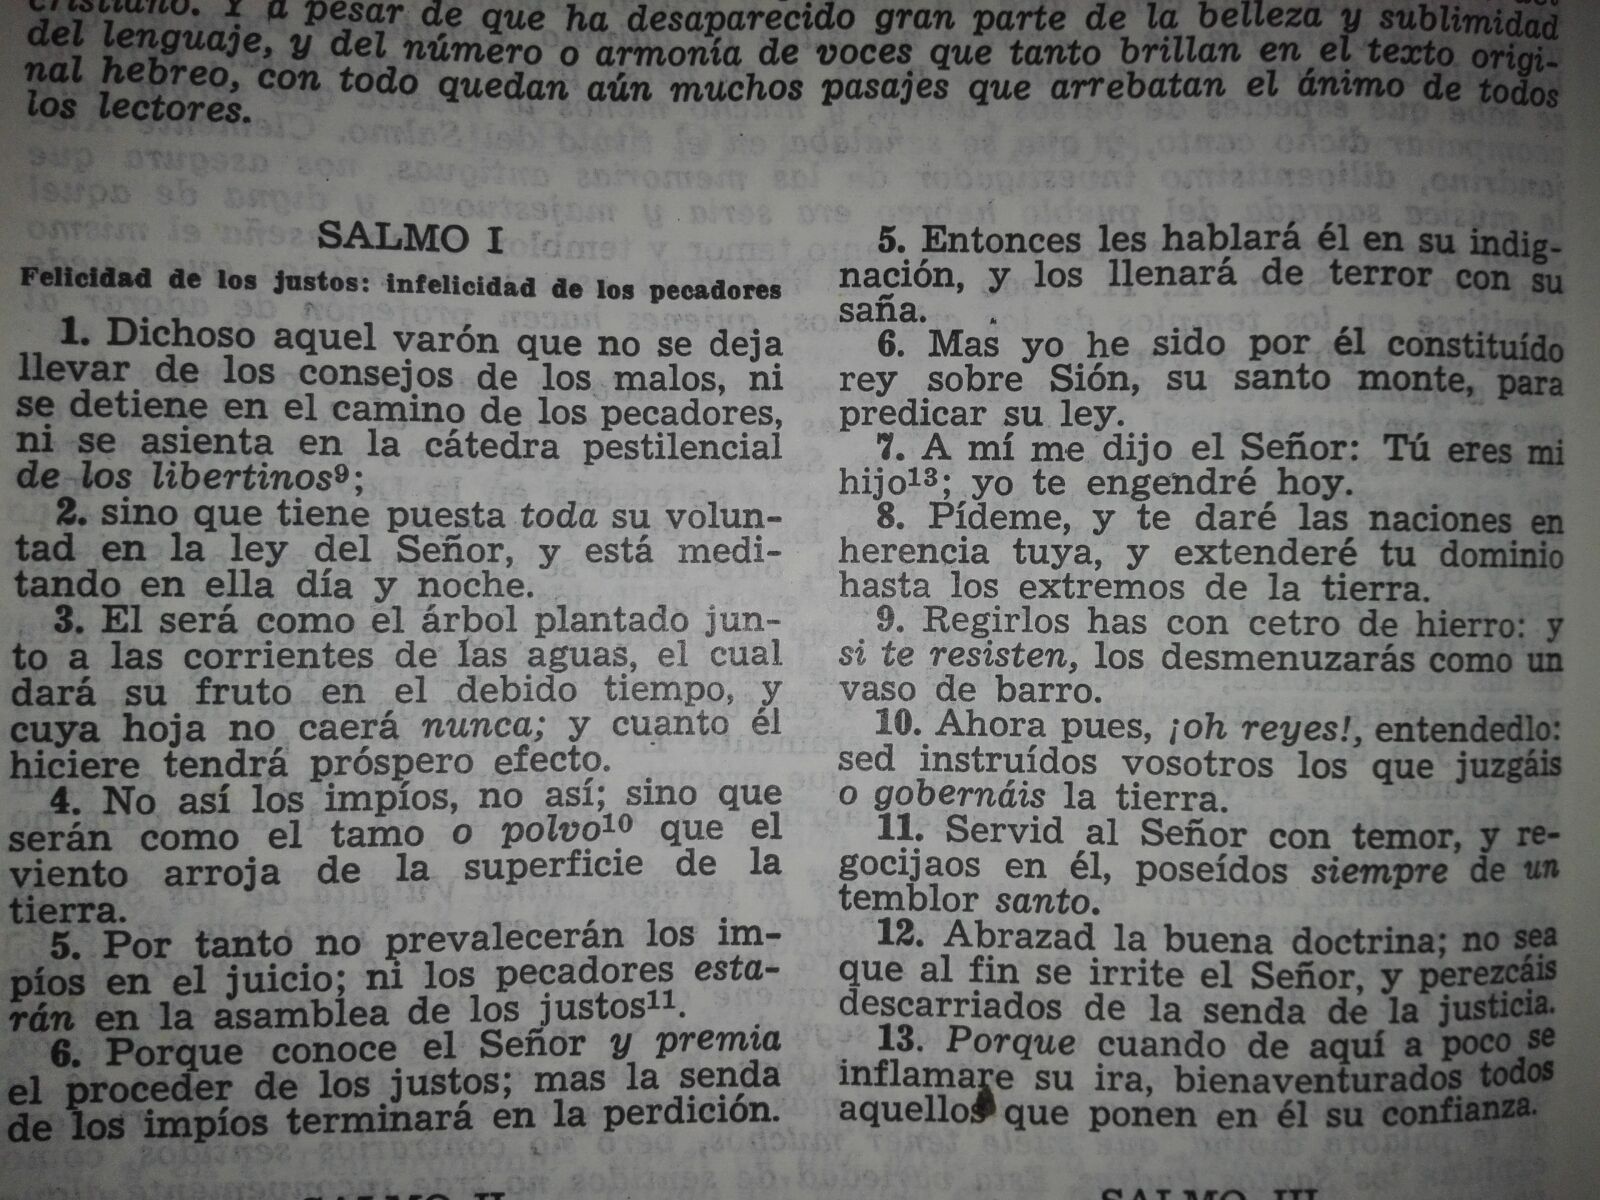 cristiano. Y a pesar de que ha desaparecido gran parte de la belleza y sublimidad
del lenguaje, y del número o armonía de voces que tanto brillan en el texto origi-
nal hebreo, con todo quedan aún muchos pasajes que arrebatan el ánimo de todos
los lectores.
SALMO I
Felicidad de los justos: infelicidad de los pecadores
1. Dichoso aquel varón que no se deja
llevar de los consejos de los malos, ni
se detiene en el camino de los pecadores,
ni se asienta en la cátedra pestilencial
de los libertinos⁹;
2. sino que tiene puesta toda su volun-
tad en la ley del Señor, y está medi-
tando en ella día y noche.
3. El será como el árbol plantado jun-
to a las corrientes de las aguas, el cual
dará su fruto en el debido tiempo, y
cuya hoja no caerá nunca; y cuanto él
hiciere tendrá próspero efecto.
4. No así los impíos, no así; sino que
serán como el tamo o polvo¹⁰ que el
viento arroja de la superficie de la
tierra.
5. Por tanto no prevalecerán los im-
píos en el juicio; ni los pecadores esta-
rán en la asamblea de los justos¹¹.
6. Porque conoce el Señor y premia
el proceder de los justos; mas la senda
de los impíos terminará en la perdición.
SALMO II
5. Entonces les hablará él en su indig-
nación, y los llenará de terror con su
saña.
6. Mas yo he sido por él constituído
rey sobre Sión, su santo monte, para
predicar su ley.
7. A mí me dijo el Señor: Tú eres mi
hijo¹³; yo te engendré hoy.
8. Pídeme, y te daré las naciones en
herencia tuya, y extenderé tu dominio
hasta los extremos de la tierra.
9. Regirlos has con cetro de hierro: y
si te resisten, los desmenuzarás como un
vaso de barro.
10. Ahora pues, ¡oh reyes!, entendedlo:
sed instruídos vosotros los que juzgáis
o gobernáis la tierra.
11. Servid al Señor con temor, y re-
gocijaos en él, poseídos siempre de un
temblor santo.
12. Abrazad la buena doctrina; no sea
que al fin se irrite el Señor, y perezcáis
descarriados de la senda de la justicia.
13. Porque cuando de aquí a poco se
inflamare su ira, bienaventurados todos
aquellos que ponen en él su confianza.
SALMO III